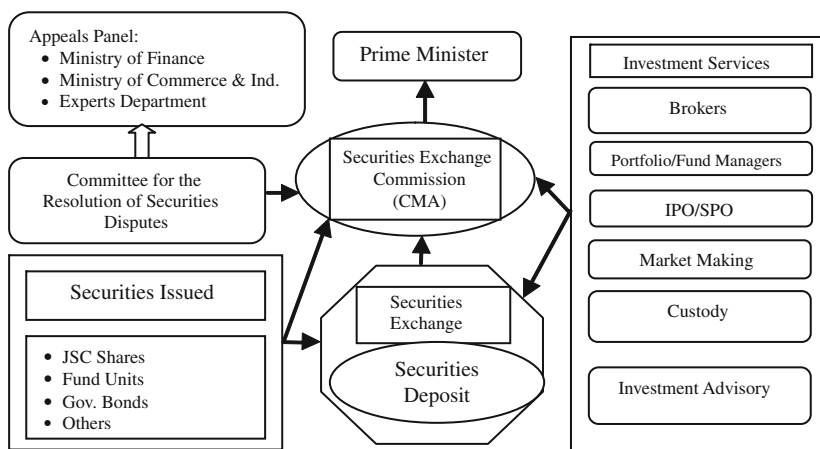 Appeals Panel:
• Ministry of Finance
• Ministry of Commerce & Ind.
• Experts Department
Prime Minister
Committee for the
Resolution of Securities
Disputes
Securities Exchange
Commission
(CMA)
Securities Issued
• JSC Shares
• Fund Units
• Gov. Bonds
• Others
Securities
Exchange
Securities
Deposit
Investment Services
Brokers
Portfolio/Fund Managers
IPO/SPO
Market Making
Custody
Investment Advisory